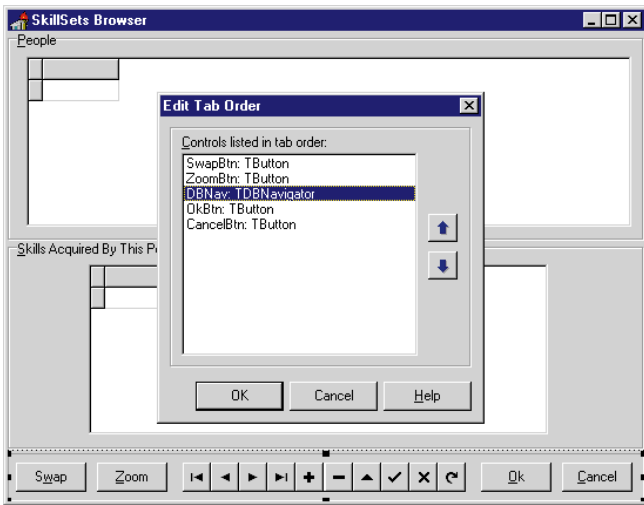 SkillSets Browser
People
Edit Tab Order
Controls listed in tab order:
SwapBtn: TButton
ZoomBtn: TButton
DBNav: TDBNavigator
OkBtn: TButton
CancelBtn: TButton
Skills Acquired By This Pe
OK Cancel Help
Swap Zoom Ok Cancel